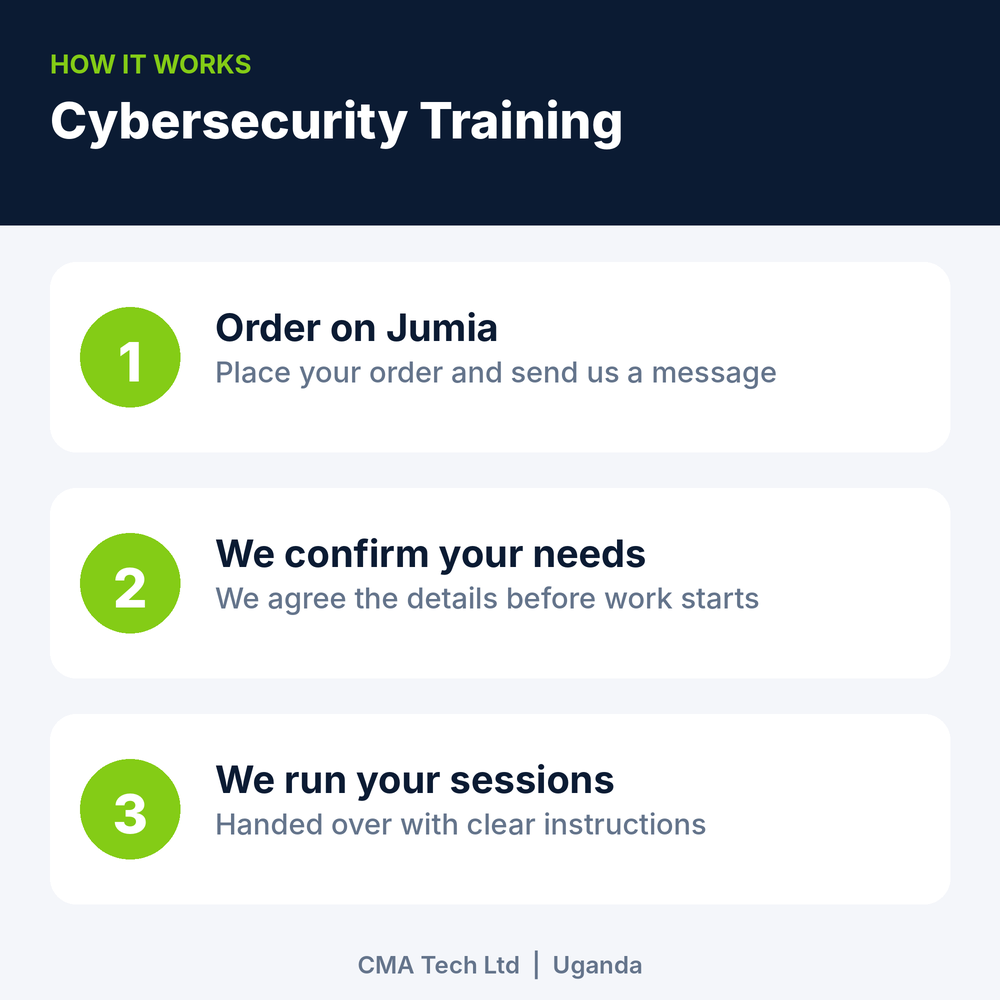 HOW IT WORKS
Cybersecurity Training
1
Order on Jumia
Place your order and send us a message
2
We confirm your needs
We agree the details before work starts
3
We run your sessions
Handed over with clear instructions
CMA Tech Ltd | Uganda